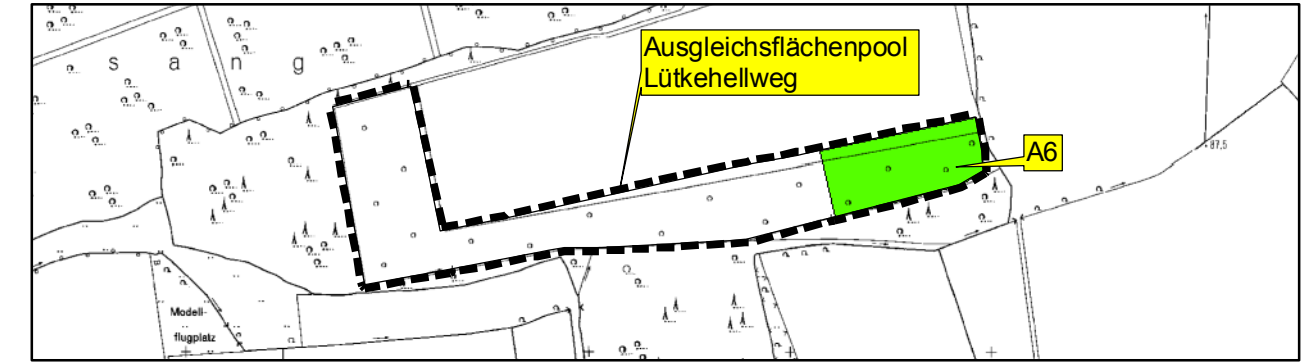 Ausgleichsflächenpool
Lütkehellweg
s a n g
A6
87,5
Modell-
flugplatz